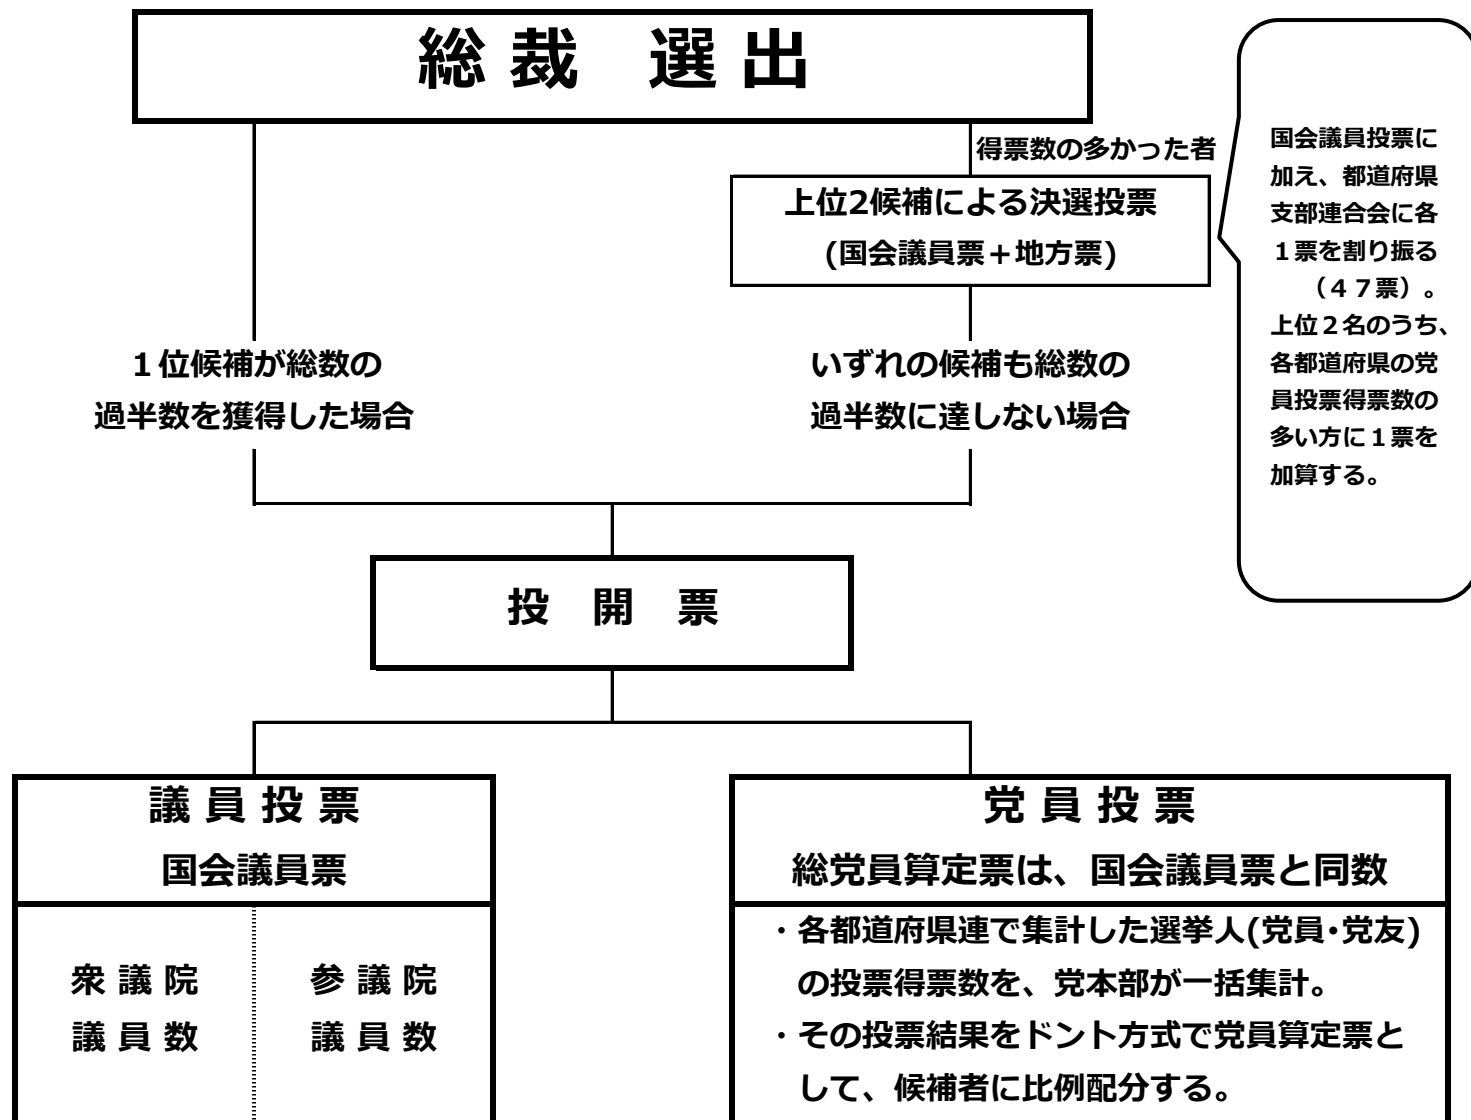 総裁 選出
得票数の多かった者
上位2候補による決選投票
(国会議員票＋地方票)
国会議員投票に
加え、都道府県
支部連合会に各
１票を割り振る
（４７票）。
上位２名のうち、
各都道府県の党
員投票得票数の
多い方に１票を
加算する。
１位候補が総数の
過半数を獲得した場合
いずれの候補も総数の
過半数に達しない場合
投 開 票
議員投票
国会議員票
衆議院
議員数
参議院
議員数
党員投票
総党員算定票は、国会議員票と同数
・各都道府県連で集計した選挙人(党員・党友)
の投票得票数を、党本部が一括集計。
・その投票結果をドント方式で党員算定票と
して、候補者に比例配分する。